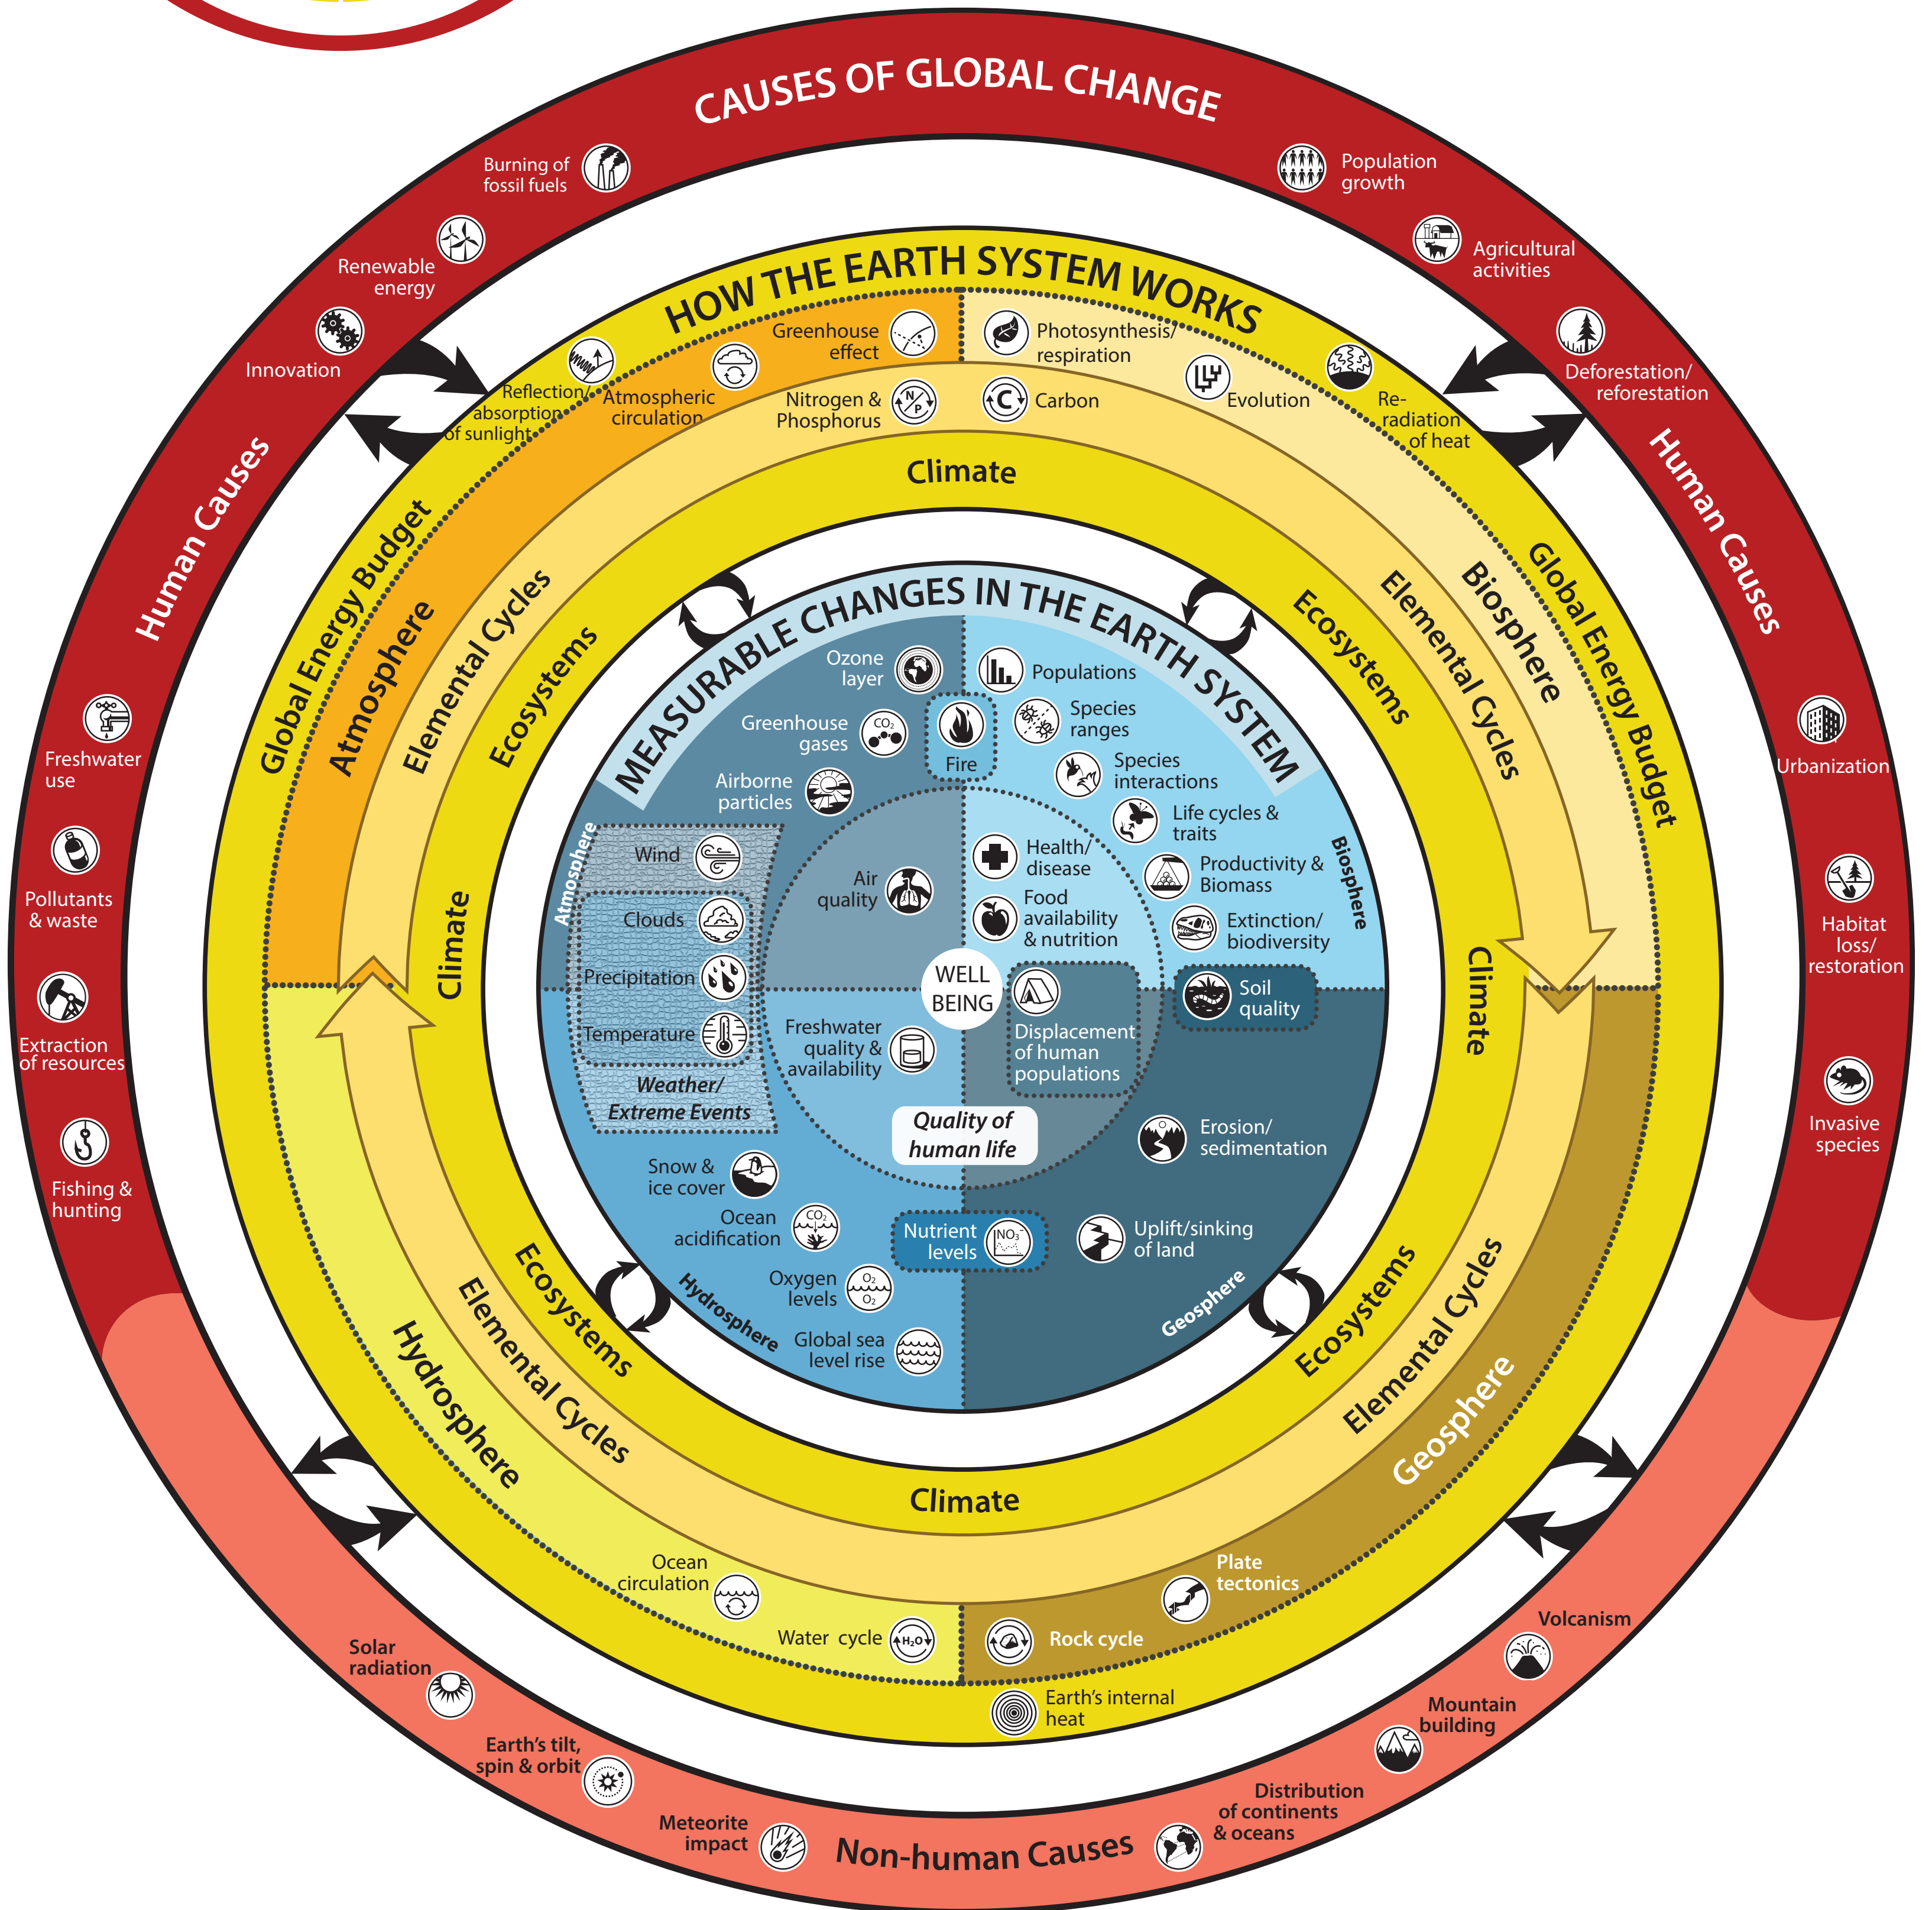 CAUSES OF GLOBAL CHANGE
Burning of
fossil fuels
Renewable
energy
Innovation
Human Causes
Freshwater
use
Pollutants
& waste
Extraction
of resources
Fishing &
hunting
Population
growth
Agricultural
activities
Deforestation/
reforestation
Human Causes
Urbanization
Habitat
loss/
restoration
Invasive
species
HOW THE EARTH SYSTEM WORKS
Reflection/
absorption
of sunlight
Atmospheric
circulation
Greenhouse
effect
Nitrogen &
Phosphorus
N/P
Photosynthesis/
respiration
C
Carbon
Evolution
Re-
radiation
of heat
Global Energy Budget
Atmosphere
Elemental Cycles
Ecosystems
Climate
Climate
Ecosystems
Elemental Cycles
Biosphere
Global Energy Budget
Climate
MEASURABLE CHANGES IN THE EARTH SYSTEM
Ozone
layer
Greenhouse
gases
CO2
Airborne
particles
Fire
Populations
Species
ranges
Species
interactions
Life cycles &
traits
Productivity &
Biomass
Extinction/
biodiversity
Atmosphere
Biosphere
Wind
Clouds
Precipitation
Temperature
Weather/
Extreme Events
Air
quality
Health/
disease
Food
availability
& nutrition
WELL
BEING
Soil
quality
Freshwater
quality &
availability
Displacement
of human
populations
Quality of
human life
Snow &
ice cover
Ocean
acidification
CO2
Oxygen
levels
O2
O2
Global sea
level rise
Nutrient
levels
NO3-
Erosion/
sedimentation
Uplift/sinking
of land
Hydrosphere
Geosphere
Ecosystems
Elemental Cycles
Hydrosphere
Climate
Ecosystems
Elemental Cycles
Geosphere
Ocean
circulation
Water cycle
H2O
Plate
tectonics
Rock cycle
Earth's internal
heat
Solar
radiation
Earth's tilt,
spin & orbit
Meteorite
impact
Non-human Causes
Volcanism
Mountain
building
Distribution
of continents
& oceans